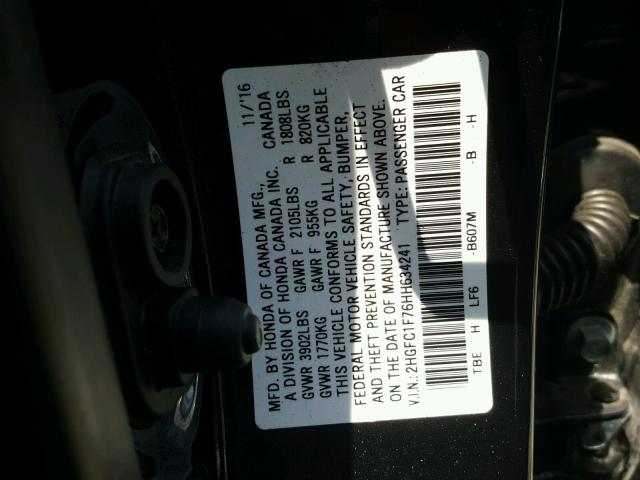 MFD. BY HONDA OF CANADA MFG., 11/'16
A DIVISION OF HONDA CANADA INC. CANADA
GVWR 3902LBS GAWR F 2105LBS R 1808LBS
GVWR 1770KG GAWR F 955KG R 820KG
THIS VEHICLE CONFORMS TO ALL APPLICABLE
FEDERAL MOTOR VEHICLE SAFETY, BUMPER,
AND THEFT PREVENTION STANDARDS IN EFFECT
ON THE DATE OF MANUFACTURE SHOWN ABOVE.
V.I.N.:2HGFC1F76HH634241 TYPE:PASSENGER CAR
TBE H LF6 -B607M -B -H